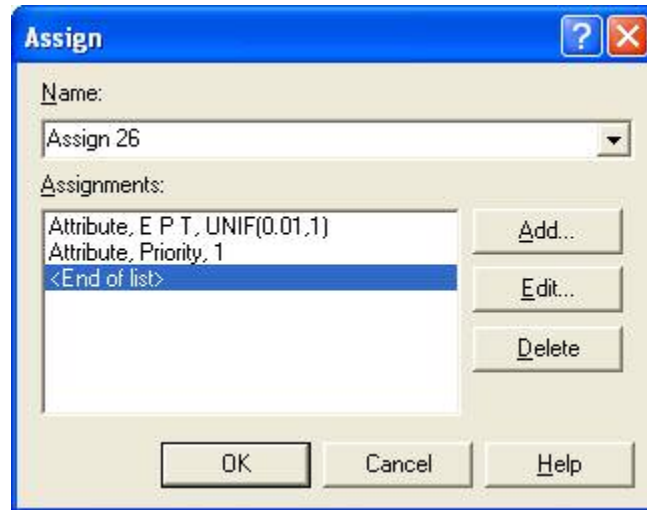 Assign
Name:
Assign 26
Assignments:
Attribute, E P T, UNIF(0.01,1)
Attribute, Priority, 1
<End of list>
Add...
Edit...
Delete
OK
Cancel
Help